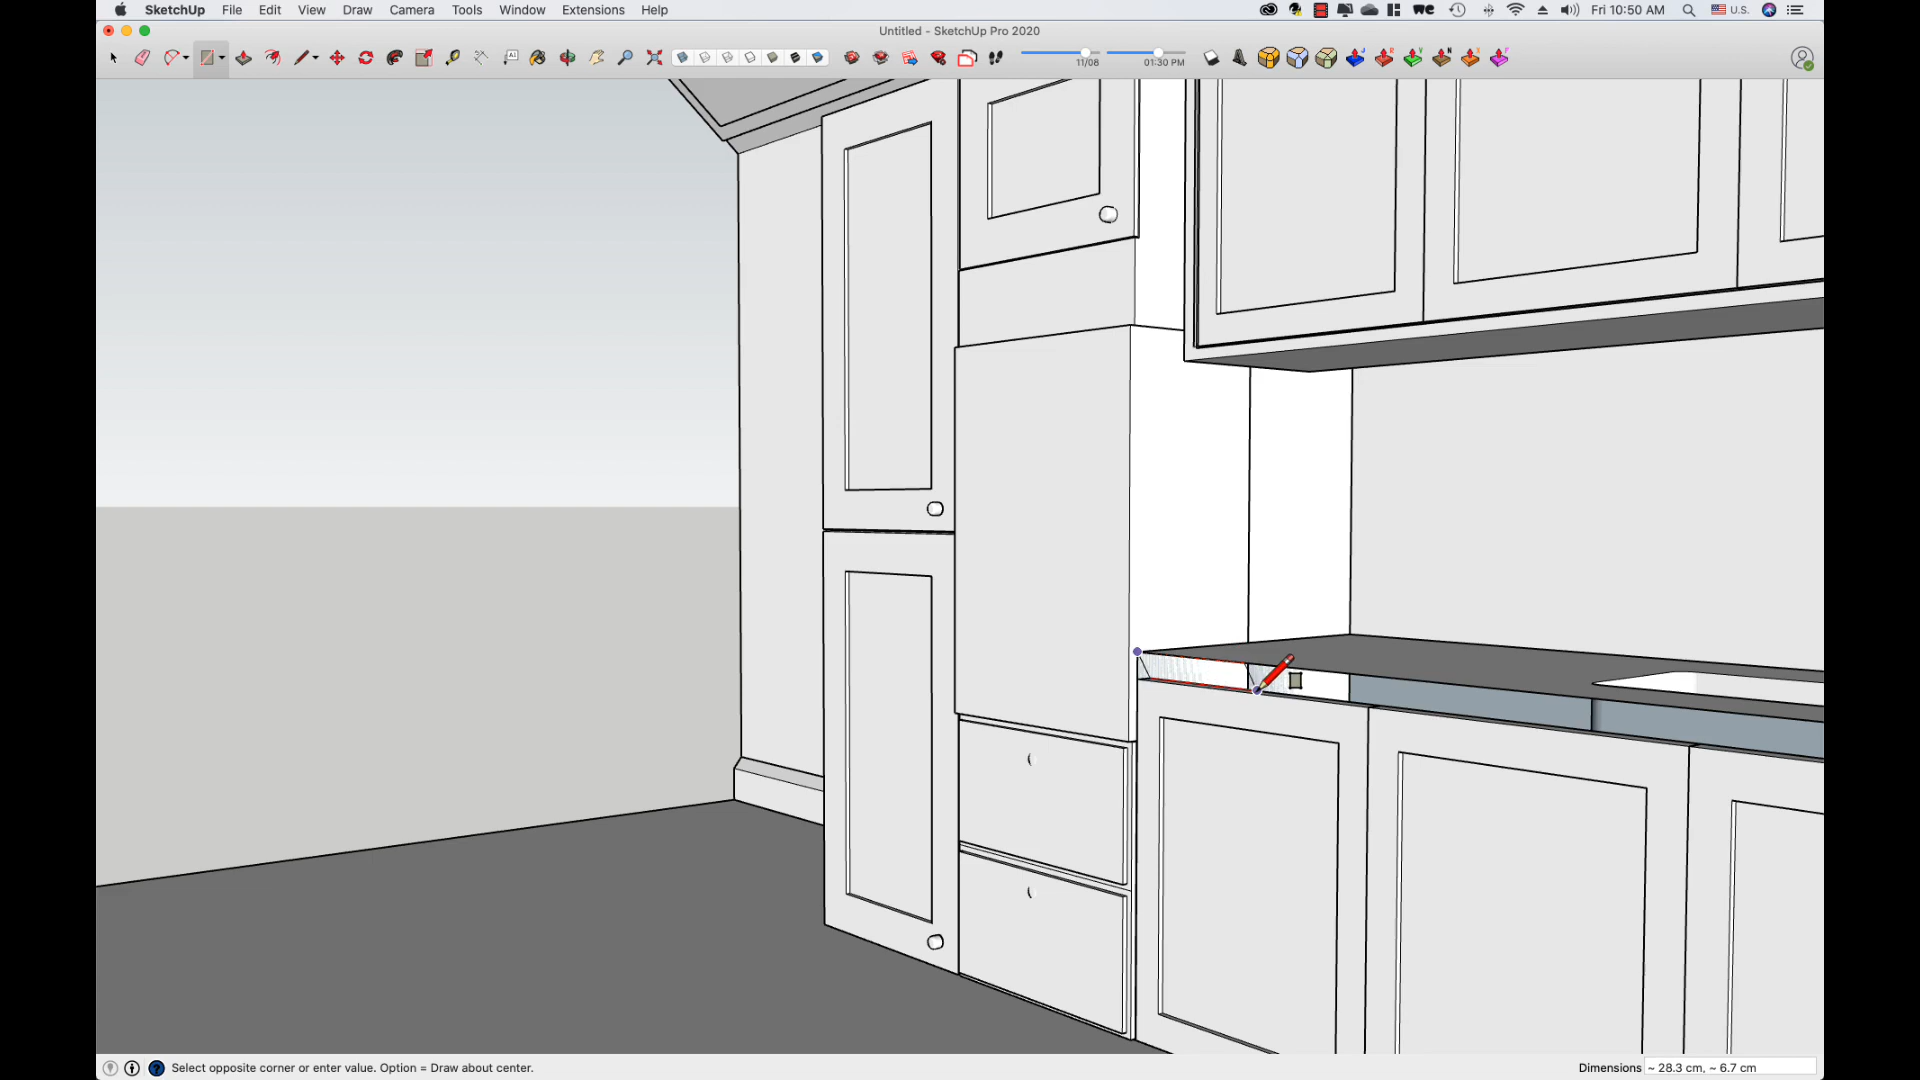 SketchUp File Edit View Draw Camera Tools Window Extensions Help Fri 10:50 AM U.S.
Untitled - SketchUp Pro 2020
11/08 01:30 PM
Select opposite corner or enter value. Option = Draw about center. Dimensions ~ 28.3 cm, ~ 6.7 cm